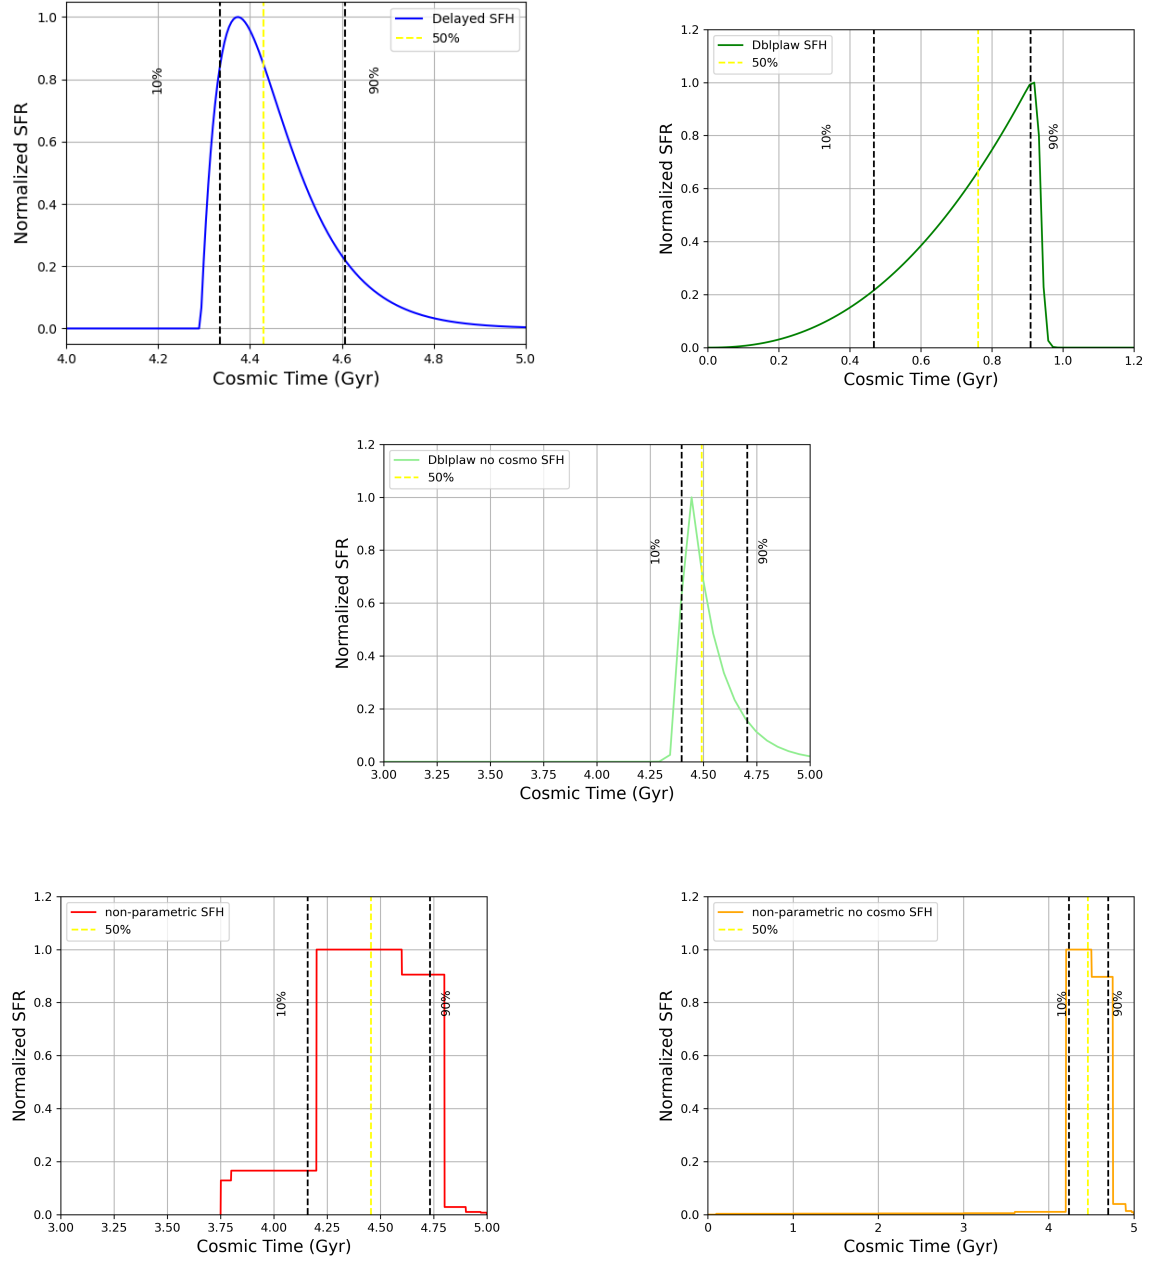 1.0
0.8
0.6
0.4
0.2
0.0
Normalized SFR
Delayed SFH
50%
10%
90%
4.0 4.2 4.4 4.6 4.8 5.0
Cosmic Time (Gyr)
1.2
1.0
0.8
0.6
0.4
0.2
0.0
Normalized SFR
Dblplaw SFH
50%
10%
90%
0.0 0.2 0.4 0.6 0.8 1.0 1.2
Cosmic Time (Gyr)
1.2
1.0
0.8
0.6
0.4
0.2
0.0
Normalized SFR
Dblplaw no cosmo SFH
50%
10%
90%
3.00 3.25 3.50 3.75 4.00 4.25 4.50 4.75 5.00
Cosmic Time (Gyr)
1.2
1.0
0.8
0.6
0.4
0.2
0.0
Normalized SFR
non-parametric SFH
50%
10%
90%
3.00 3.25 3.50 3.75 4.00 4.25 4.50 4.75 5.00
Cosmic Time (Gyr)
1.2
1.0
0.8
0.6
0.4
0.2
0.0
Normalized SFR
non-parametric no cosmo SFH
50%
10%
90%
0 1 2 3 4 5
Cosmic Time (Gyr)